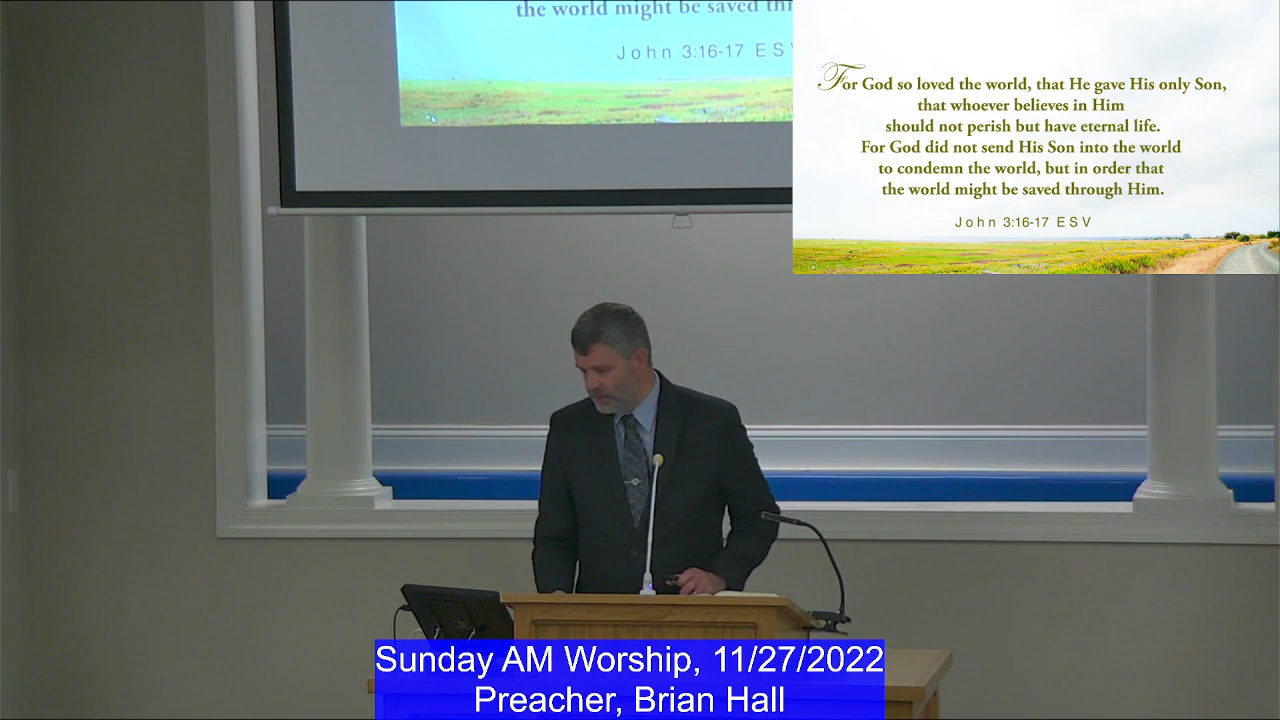 the world might be saved thr
John 3:16-17 ES
For God so loved the world, that He gave His only Son,
that whoever believes in Him
should not perish but have eternal life.
For God did not send His Son into the world
to condemn the world, but in order that
the world might be saved through Him.
John 3:16-17 ESV
Sunday AM Worship, 11/27/2022
Preacher, Brian Hall